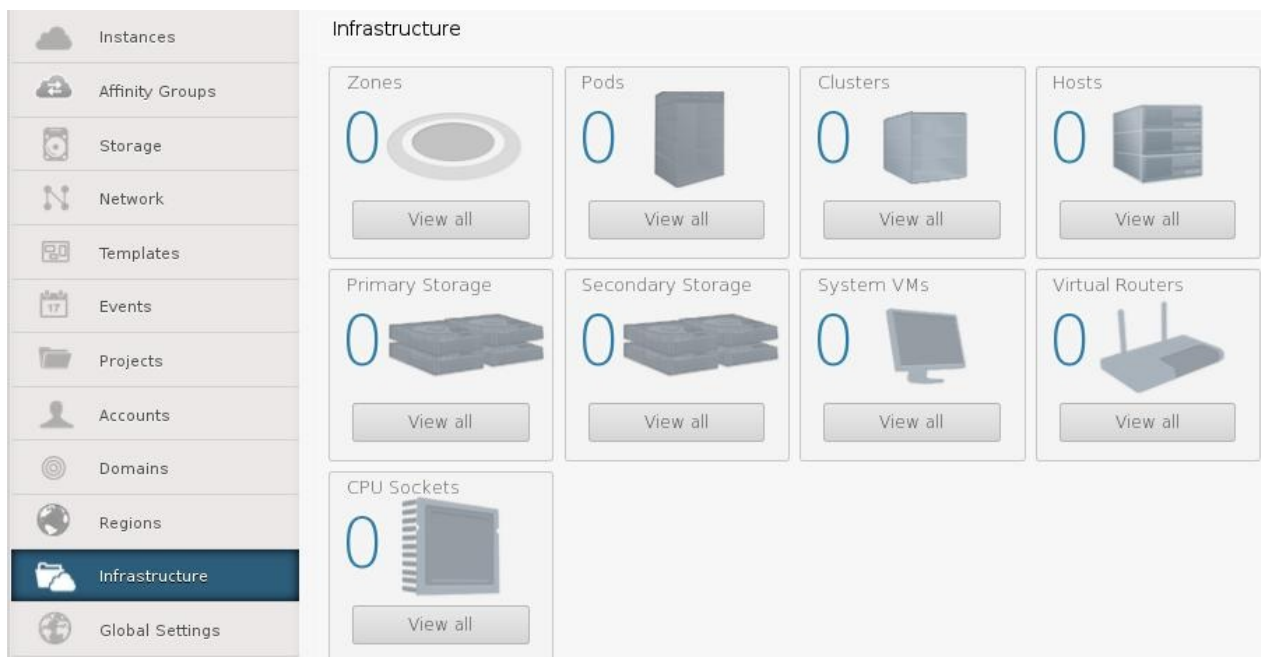 Instances
Affinity Groups
Storage
Network
Templates
17
Events
Projects
Accounts
Domains
Regions
Infrastructure
Global Settings
Infrastructure
Zones
0
View all
Pods
0
View all
Clusters
0
View all
Hosts
0
View all
Primary Storage
0
View all
Secondary Storage
0
View all
System VMs
0
View all
Virtual Routers
0
View all
CPU Sockets
0
View all